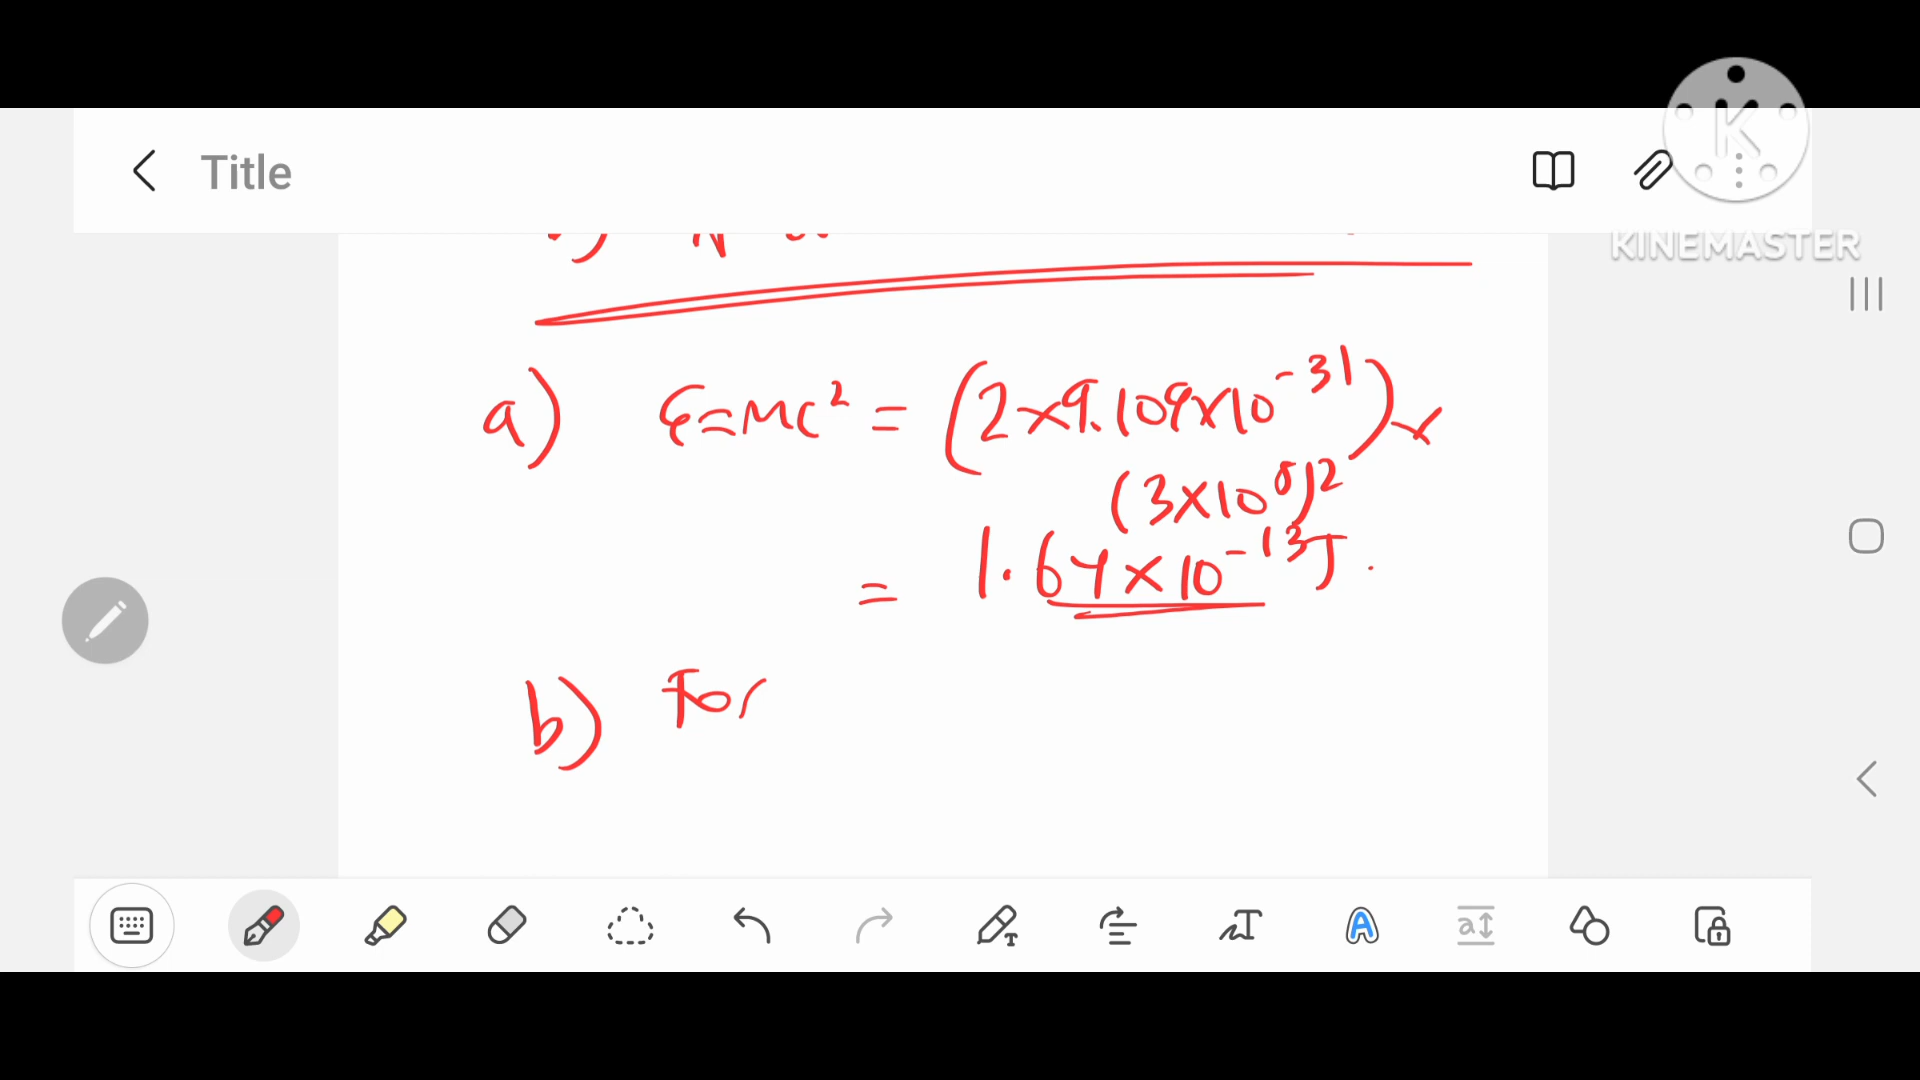 Title
KINEMASTER
a) E=MC² = (2×9.109×10⁻³¹)×
(3×10⁸)²
= 1.64×10⁻¹³J.
b) For